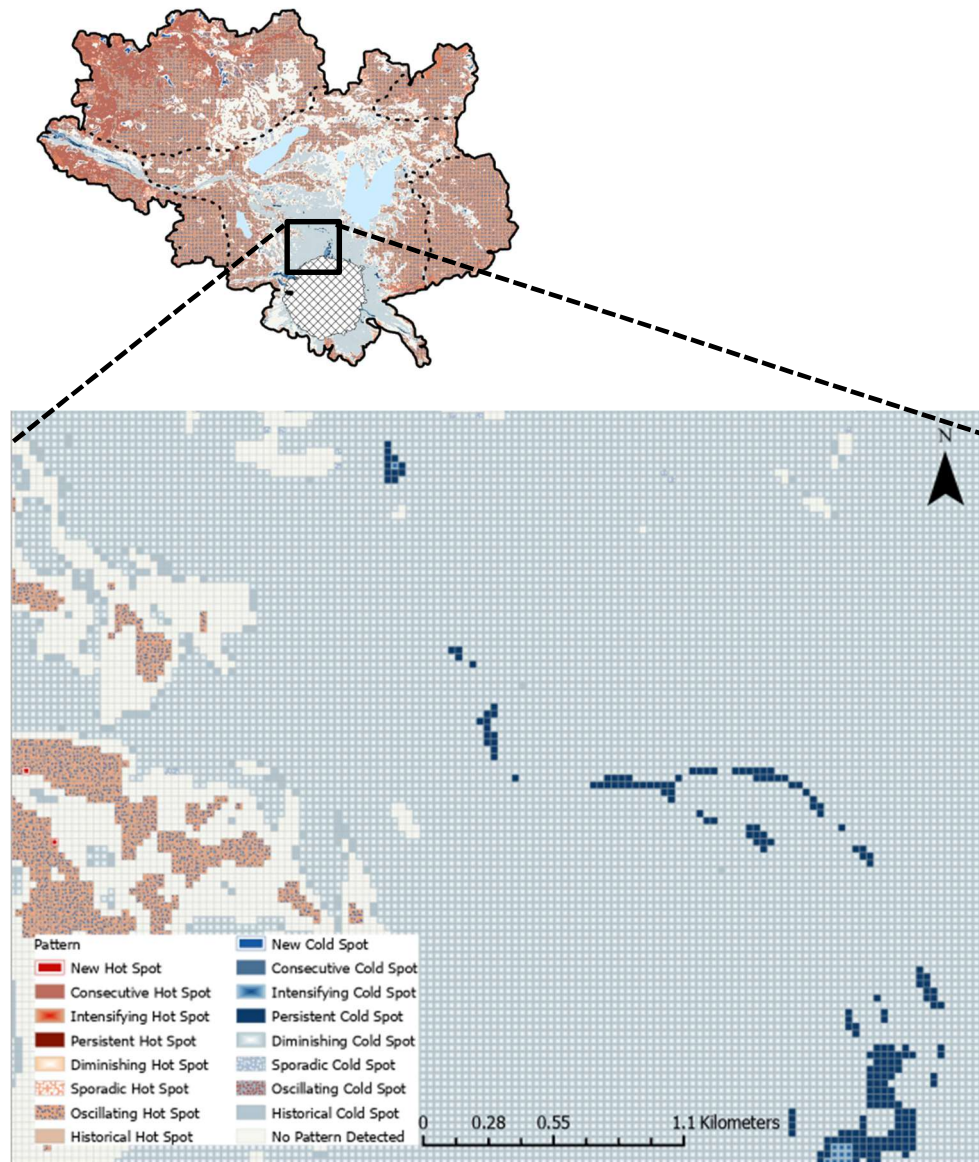 N
Pattern
New Hot Spot
Consecutive Hot Spot
Intensifying Hot Spot
Persistent Hot Spot
Diminishing Hot Spot
Sporadic Hot Spot
Oscillating Hot Spot
Historical Hot Spot
New Cold Spot
Consecutive Cold Spot
Intensifying Cold Spot
Persistent Cold Spot
Diminishing Cold Spot
Sporadic Cold Spot
Oscillating Cold Spot
Historical Cold Spot
No Pattern Detected
0 0.28 0.55 1.1 Kilometers